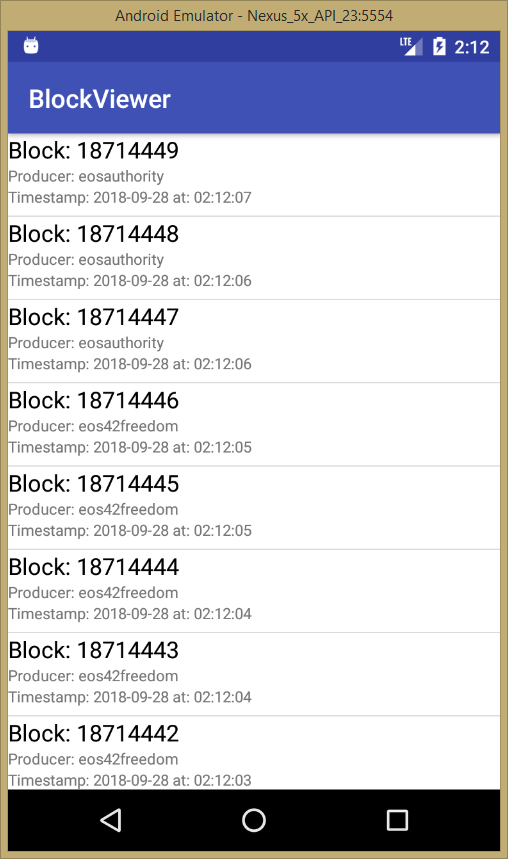 Android Emulator - Nexus_5x_API_23:5554
LTE 2:12
BlockViewer
Block: 18714449
Producer: eosauthority
Timestamp: 2018-09-28 at: 02:12:07
Block: 18714448
Producer: eosauthority
Timestamp: 2018-09-28 at: 02:12:06
Block: 18714447
Producer: eosauthority
Timestamp: 2018-09-28 at: 02:12:06
Block: 18714446
Producer: eos42freedom
Timestamp: 2018-09-28 at: 02:12:05
Block: 18714445
Producer: eos42freedom
Timestamp: 2018-09-28 at: 02:12:05
Block: 18714444
Producer: eos42freedom
Timestamp: 2018-09-28 at: 02:12:04
Block: 18714443
Producer: eos42freedom
Timestamp: 2018-09-28 at: 02:12:04
Block: 18714442
Producer: eos42freedom
Timestamp: 2018-09-28 at: 02:12:03